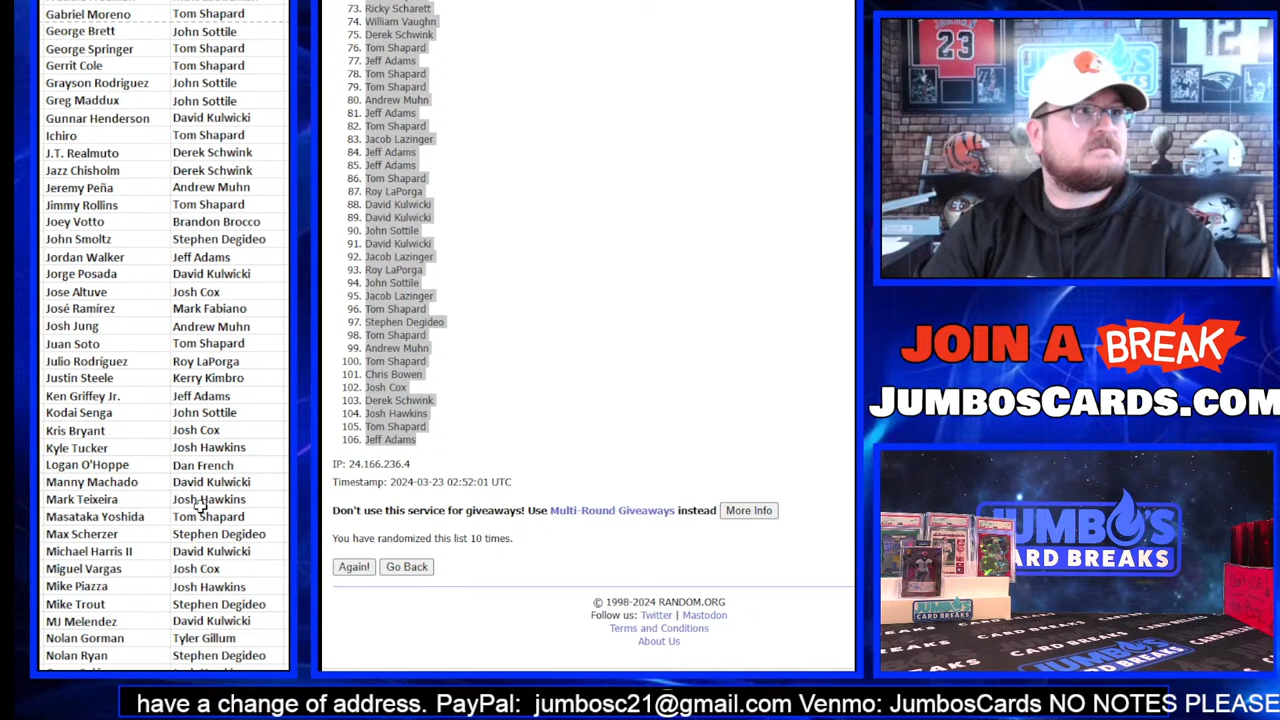 Gabriel Moreno Tom Shapard
George Brett John Sottile
George Springer Tom Shapard
Gerrit Cole Tom Shapard
Grayson Rodriguez John Sottile
Greg Maddux John Sottile
Gunnar Henderson David Kulwicki
Ichiro Tom Shapard
J.T. Realmuto Derek Schwink
Jazz Chisholm Derek Schwink
Jeremy Peña Andrew Muhn
Jimmy Rollins Tom Shapard
Joey Votto Brandon Brocco
John Smoltz Stephen Degideo
Jordan Walker Jeff Adams
Jorge Posada David Kulwicki
Jose Altuve Josh Cox
José Ramírez Mark Fabiano
Josh Jung Andrew Muhn
Juan Soto Tom Shapard
Julio Rodríguez Roy LaPorga
Justin Steele Kerry Kimbro
Ken Griffey Jr. Jeff Adams
Kodai Senga John Sottile
Kris Bryant Josh Cox
Kyle Tucker Josh Hawkins
Logan O'Hoppe Dan French
Manny Machado David Kulwicki
Mark Teixeira Josh Hawkins
Masataka Yoshida Tom Shapard
Max Scherzer Stephen Degideo
Michael Harris II David Kulwicki
Miguel Vargas Josh Cox
Mike Piazza Josh Hawkins
Mike Trout Stephen Degideo
MJ Melendez David Kulwicki
Nolan Gorman Tyler Gillum
Nolan Ryan Stephen Degideo
73. Ricky Scharett
74. William Vaughn
75. Derek Schwink
76. Tom Shapard
77. Jeff Adams
78. Tom Shapard
79. Tom Shapard
80. Andrew Muhn
81. Jeff Adams
82. Tom Shapard
83. Jacob Lazinger
84. Jeff Adams
85. Jeff Adams
86. Tom Shapard
87. Roy LaPorga
88. David Kulwicki
89. David Kulwicki
90. John Sottile
91. David Kulwicki
92. Jacob Lazinger
93. Roy LaPorga
94. John Sottile
95. Jacob Lazinger
96. Tom Shapard
97. Stephen Degideo
98. Tom Shapard
99. Andrew Muhn
100. Tom Shapard
101. Chris Bowen
102. Josh Cox
103. Derek Schwink
104. Josh Hawkins
105. Tom Shapard
106. Jeff Adams
IP: 24.166.236.4
Timestamp: 2024-03-23 02:52:01 UTC
Don't use this service for giveaways! Use Multi-Round Giveaways instead More Info
You have randomized this list 10 times.
Again! Go Back
© 1998-2024 RANDOM.ORG
Follow us: Twitter | Mastodon
Terms and Conditions
About Us
23
JOIN A BREAK
JUMBOSCARDS.COM
JUMBO'S
CARD BREAKS
JUMBO'S
CARD BREAKS
have a change of address. PayPal: jumbosc21@gmail.com Venmo: JumbosCards NO NOTES PLEASE